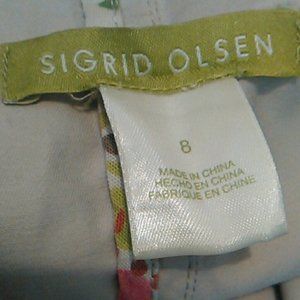 SIGRID OLSEN
8
MADE IN CHINA
HECHO EN CHINA
FABRIQUE EN CHINE